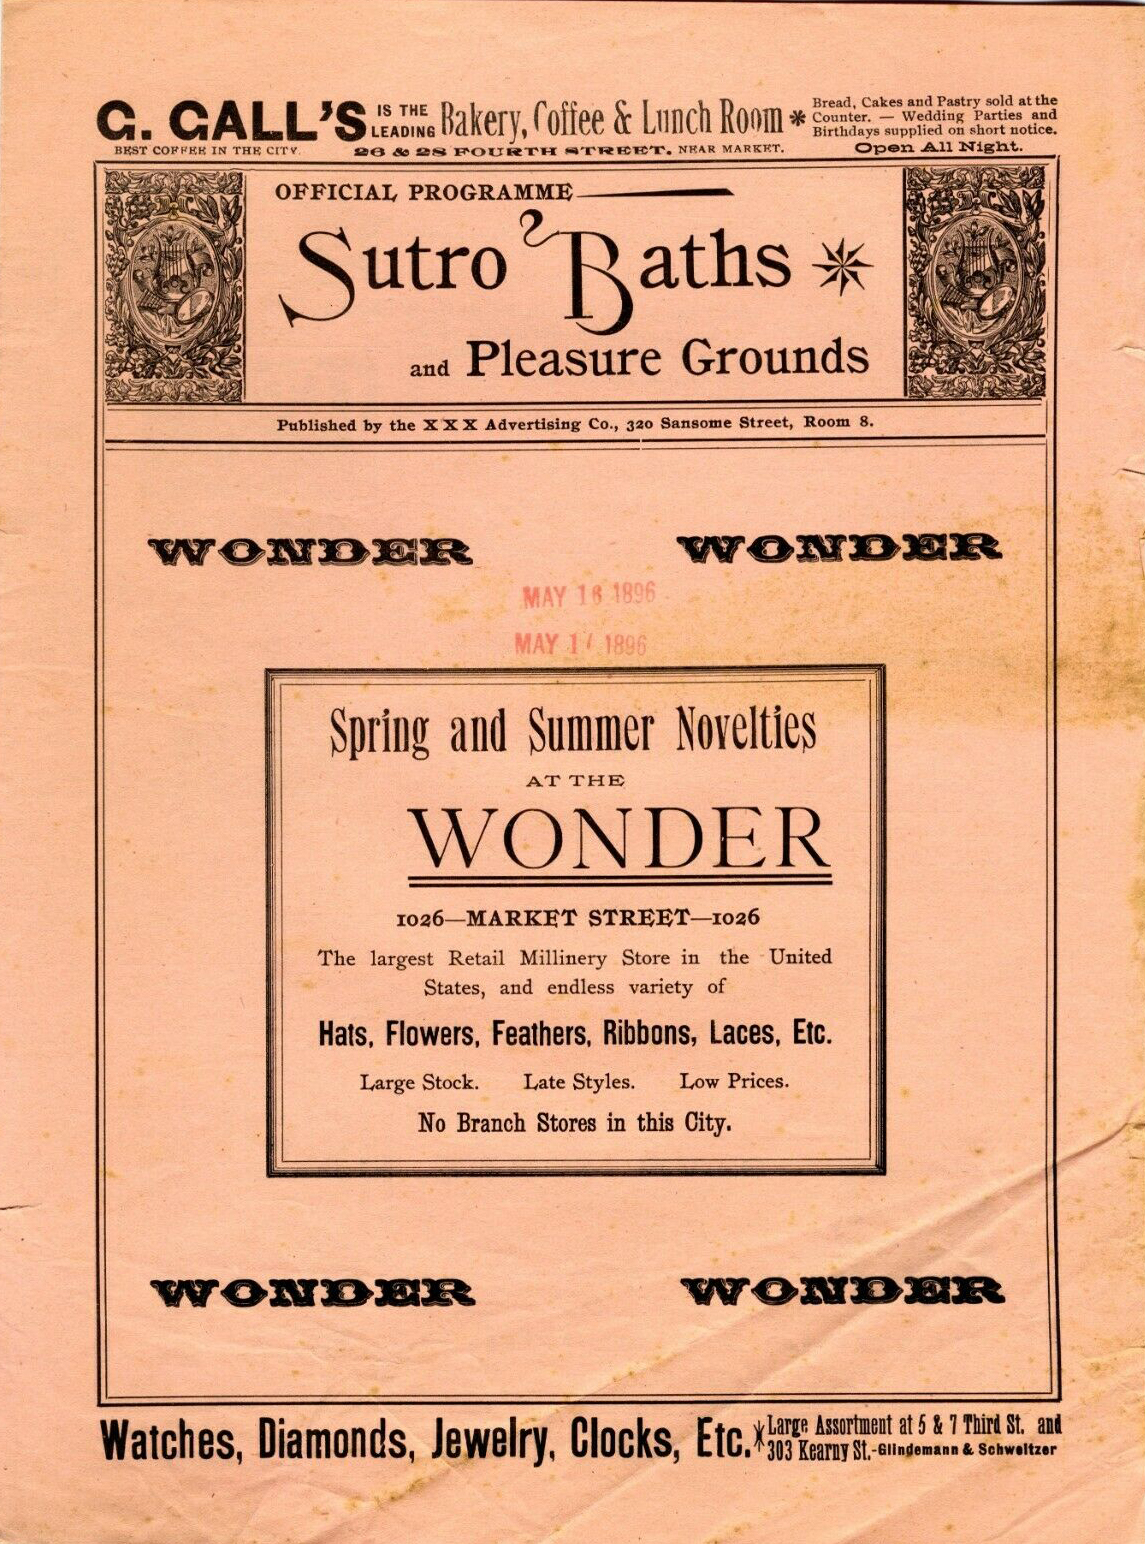 G. GALL'S IS THE LEADING Bakery, Coffee & Lunch Room * Bread, Cakes and Pastry sold at the
Counter. — Wedding Parties and
Birthdays supplied on short notice.
BEST COFFEE IN THE CITY. 26 & 28 FOURTH STREET. NEAR MARKET. Open All Night.
OFFICIAL PROGRAMME
Sutro Baths
and Pleasure Grounds
Published by the XXX Advertising Co., 320 Sansome Street, Room 8.
WONDER WONDER
MAY 16 1896
MAY 17 1896
Spring and Summer Novelties
AT THE
WONDER
1026—MARKET STREET—1026
The largest Retail Millinery Store in the United
States, and endless variety of
Hats, Flowers, Feathers, Ribbons, Laces, Etc.
Large Stock. Late Styles. Low Prices.
No Branch Stores in this City.
WONDER WONDER
Watches, Diamonds, Jewelry, Clocks, Etc. * Large Assortment at 5 & 7 Third St. and
303 Kearny St.-Glindemann & Schweitzer